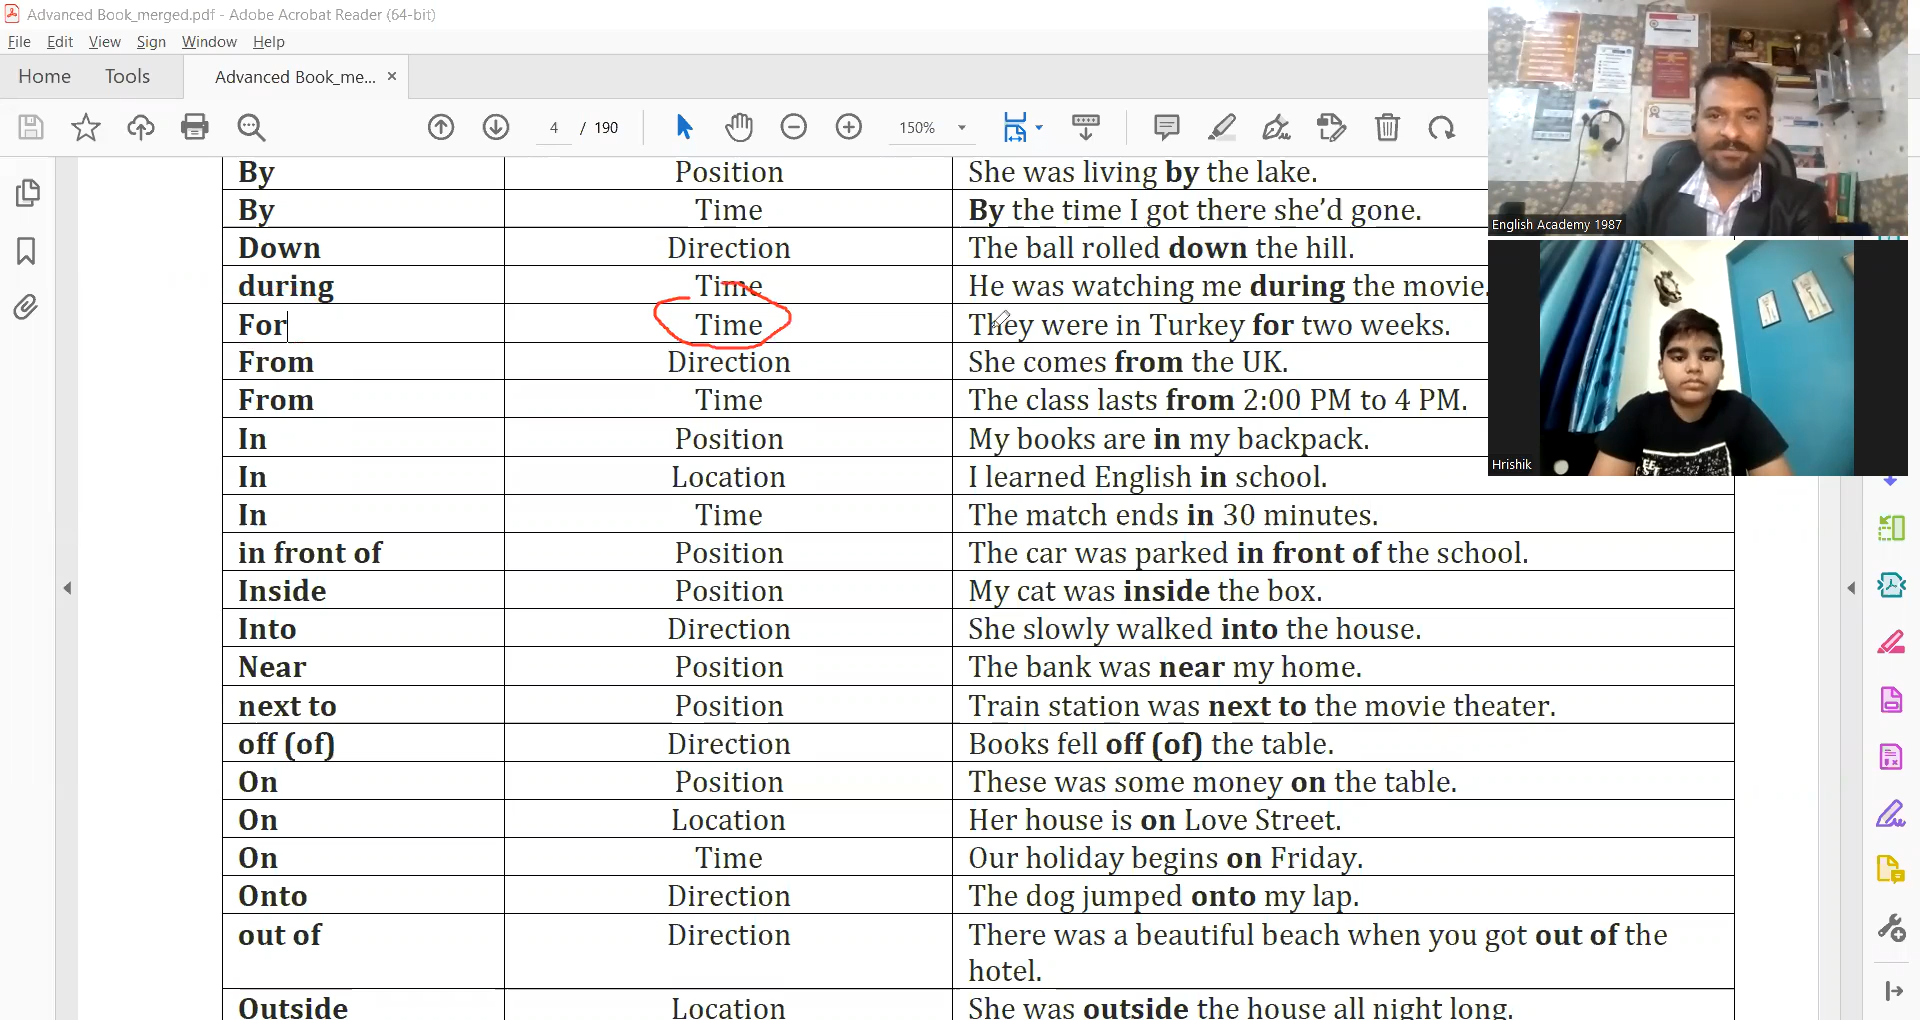 Advanced Book_merged.pdf - Adobe Acrobat Reader (64-bit)
File Edit View Sign Window Help
Home Tools Advanced Book_me... ×
4 / 190 150%
By Position She was living by the lake.
By Time By the time I got there she’d gone.
Down Direction The ball rolled down the hill.
during Time He was watching me during the movie.
For Time They were in Turkey for two weeks.
From Direction She comes from the UK.
From Time The class lasts from 2:00 PM to 4 PM.
In Position My books are in my backpack.
In Location I learned English in school.
In Time The match ends in 30 minutes.
in front of Position The car was parked in front of the school.
Inside Position My cat was inside the box.
Into Direction She slowly walked into the house.
Near Position The bank was near my home.
next to Position Train station was next to the movie theater.
off (of) Direction Books fell off (of) the table.
On Position These was some money on the table.
On Location Her house is on Love Street.
On Time Our holiday begins on Friday.
Onto Direction The dog jumped onto my lap.
out of Direction There was a beautiful beach when you got out of the
hotel.
Outside Location She was outside the house all night long.
English Academy 1987
Hrishik